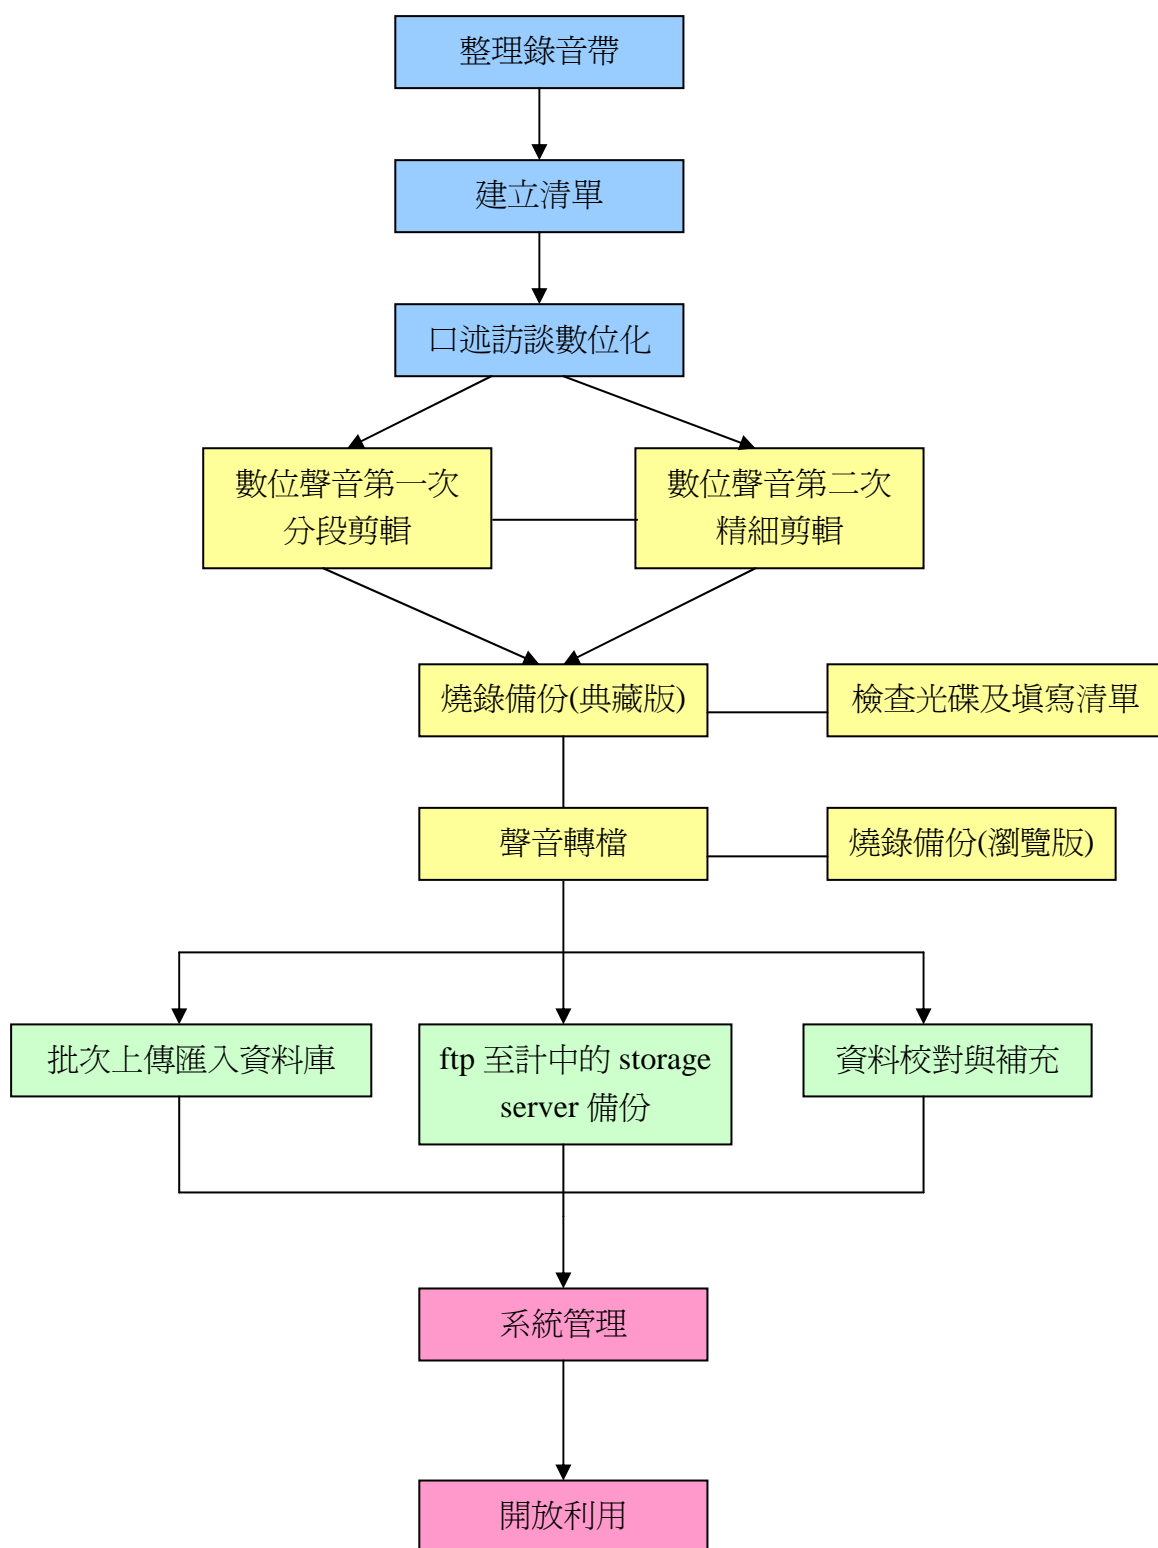 整理錄音帶
建立清單
口述訪談數位化
數位聲音第一次
分段剪輯
數位聲音第二次
精細剪輯
燒錄備份(典藏版)
檢查光碟及填寫清單
聲音轉檔
燒錄備份(瀏覽版)
批次上傳匯入資料庫
ftp 至計中的 storage
server 備份
資料校對與補充
系統管理
開放利用